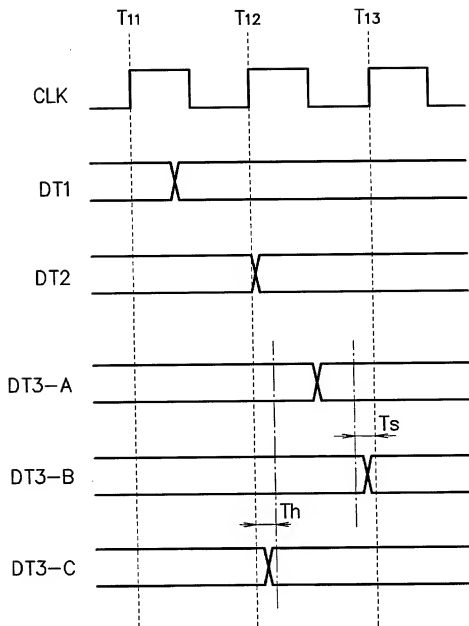 T11 T12 T13
CLK
DT1
DT2
DT3-A
Ts
DT3-B
Th
DT3-C